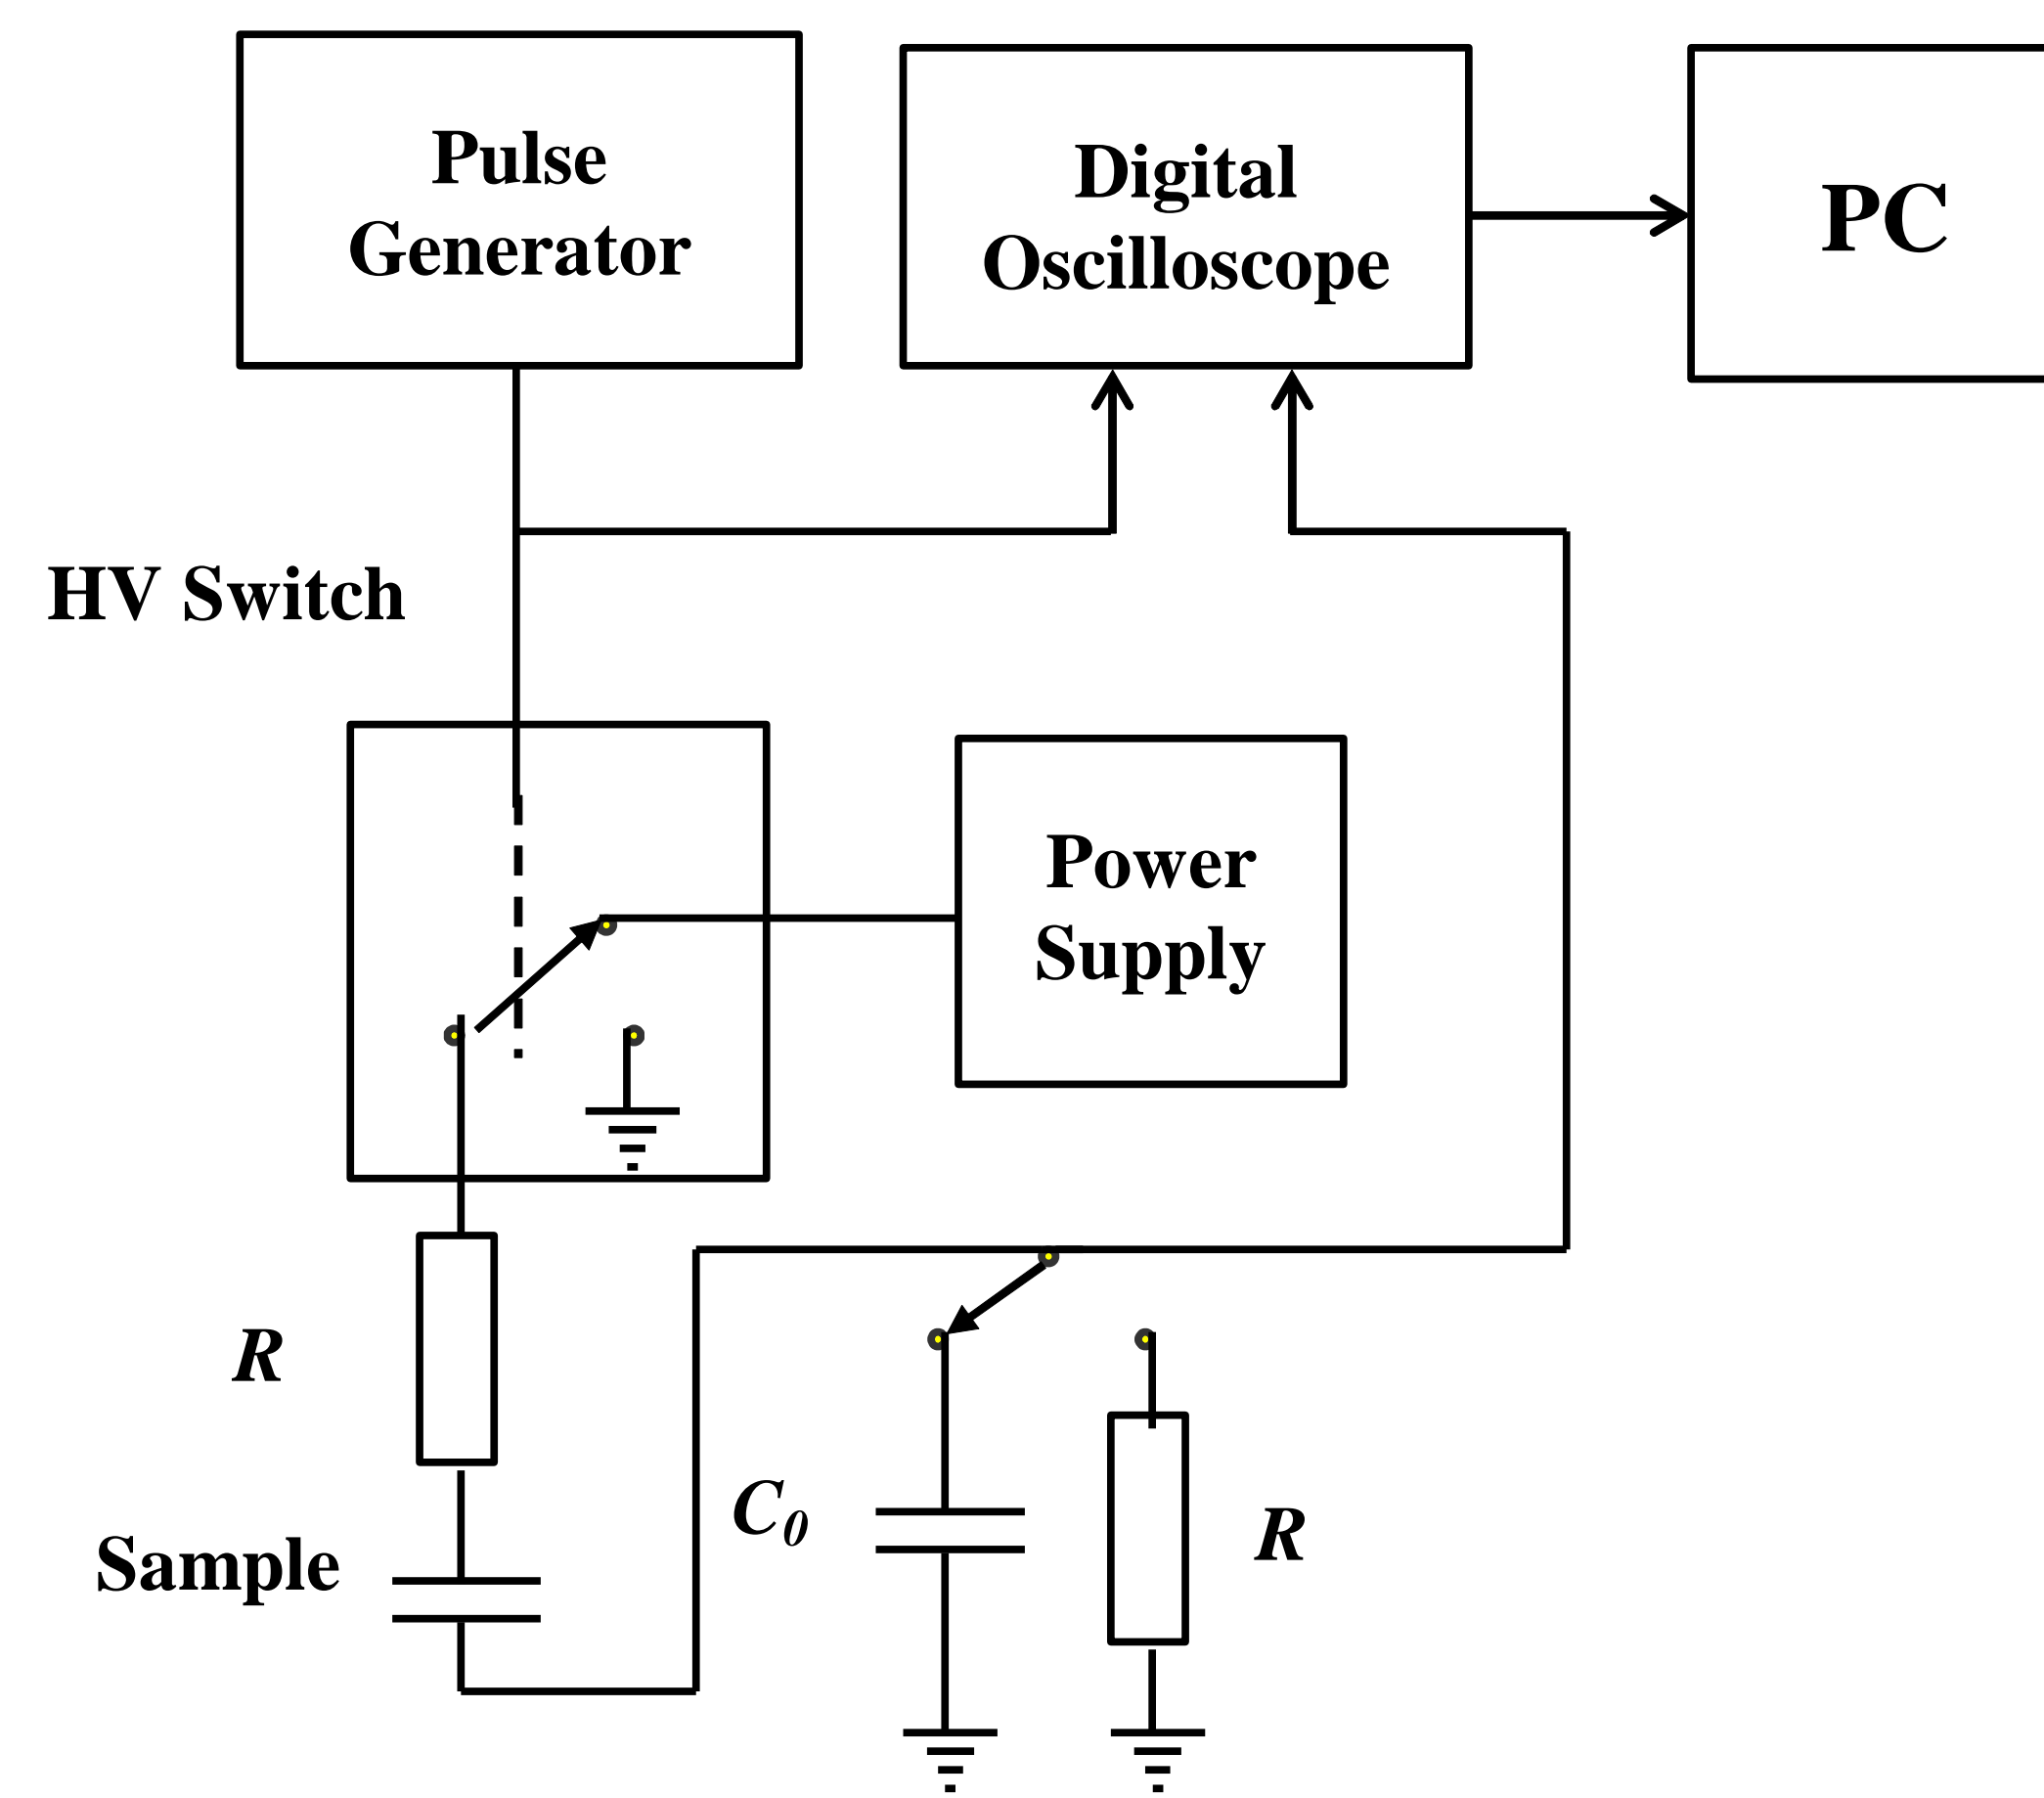 Pulse
Generator
Digital
Oscilloscope
PC
HV Switch
Power
Supply
R
Sample
C0
R